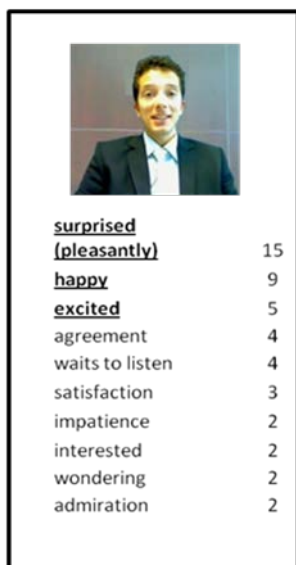 surprised
(pleasantly) 15
happy 9
excited 5
agreement 4
waits to listen 4
satisfaction 3
impatience 2
interested 2
wondering 2
admiration 2